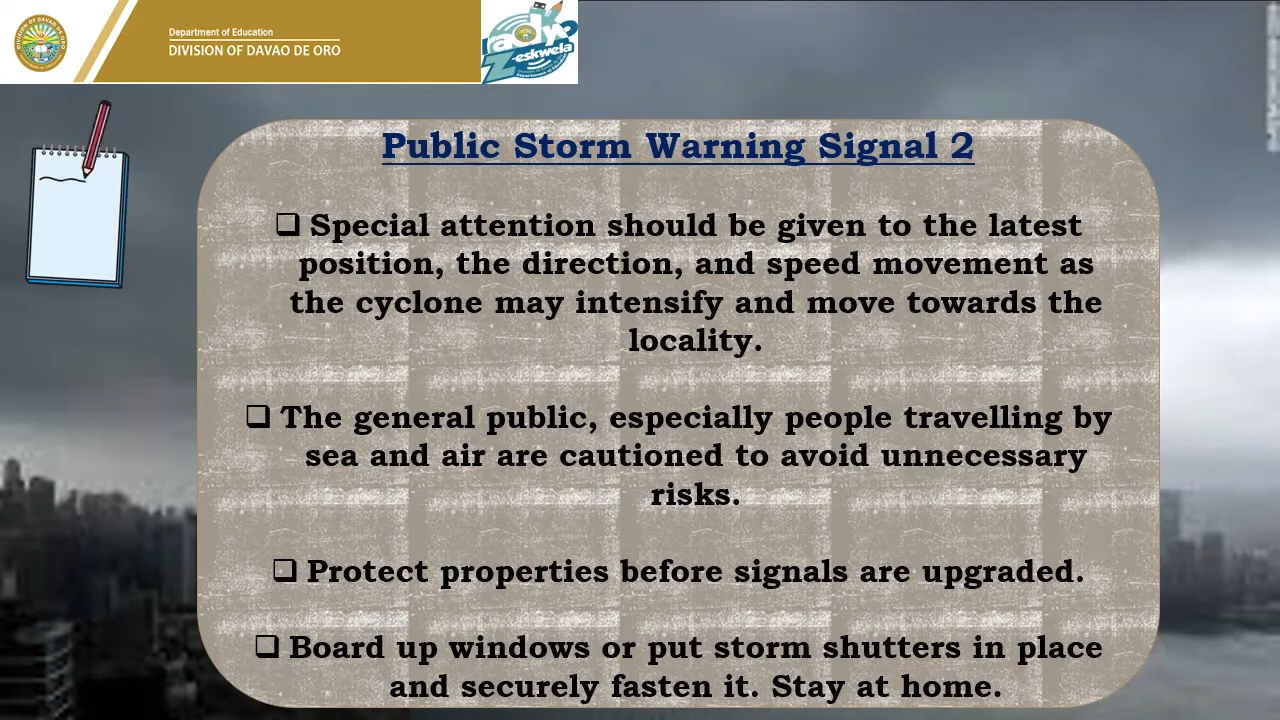 Department of Education
DIVISION OF DAVAO DE ORO
adyo
Z-eskwela
Public Storm Warning Signal 2
❑ Special attention should be given to the latest
position, the direction, and speed movement as
the cyclone may intensify and move towards the
locality.
❑ The general public, especially people travelling by
sea and air are cautioned to avoid unnecessary
risks.
❑ Protect properties before signals are upgraded.
❑ Board up windows or put storm shutters in place
and securely fasten it. Stay at home.